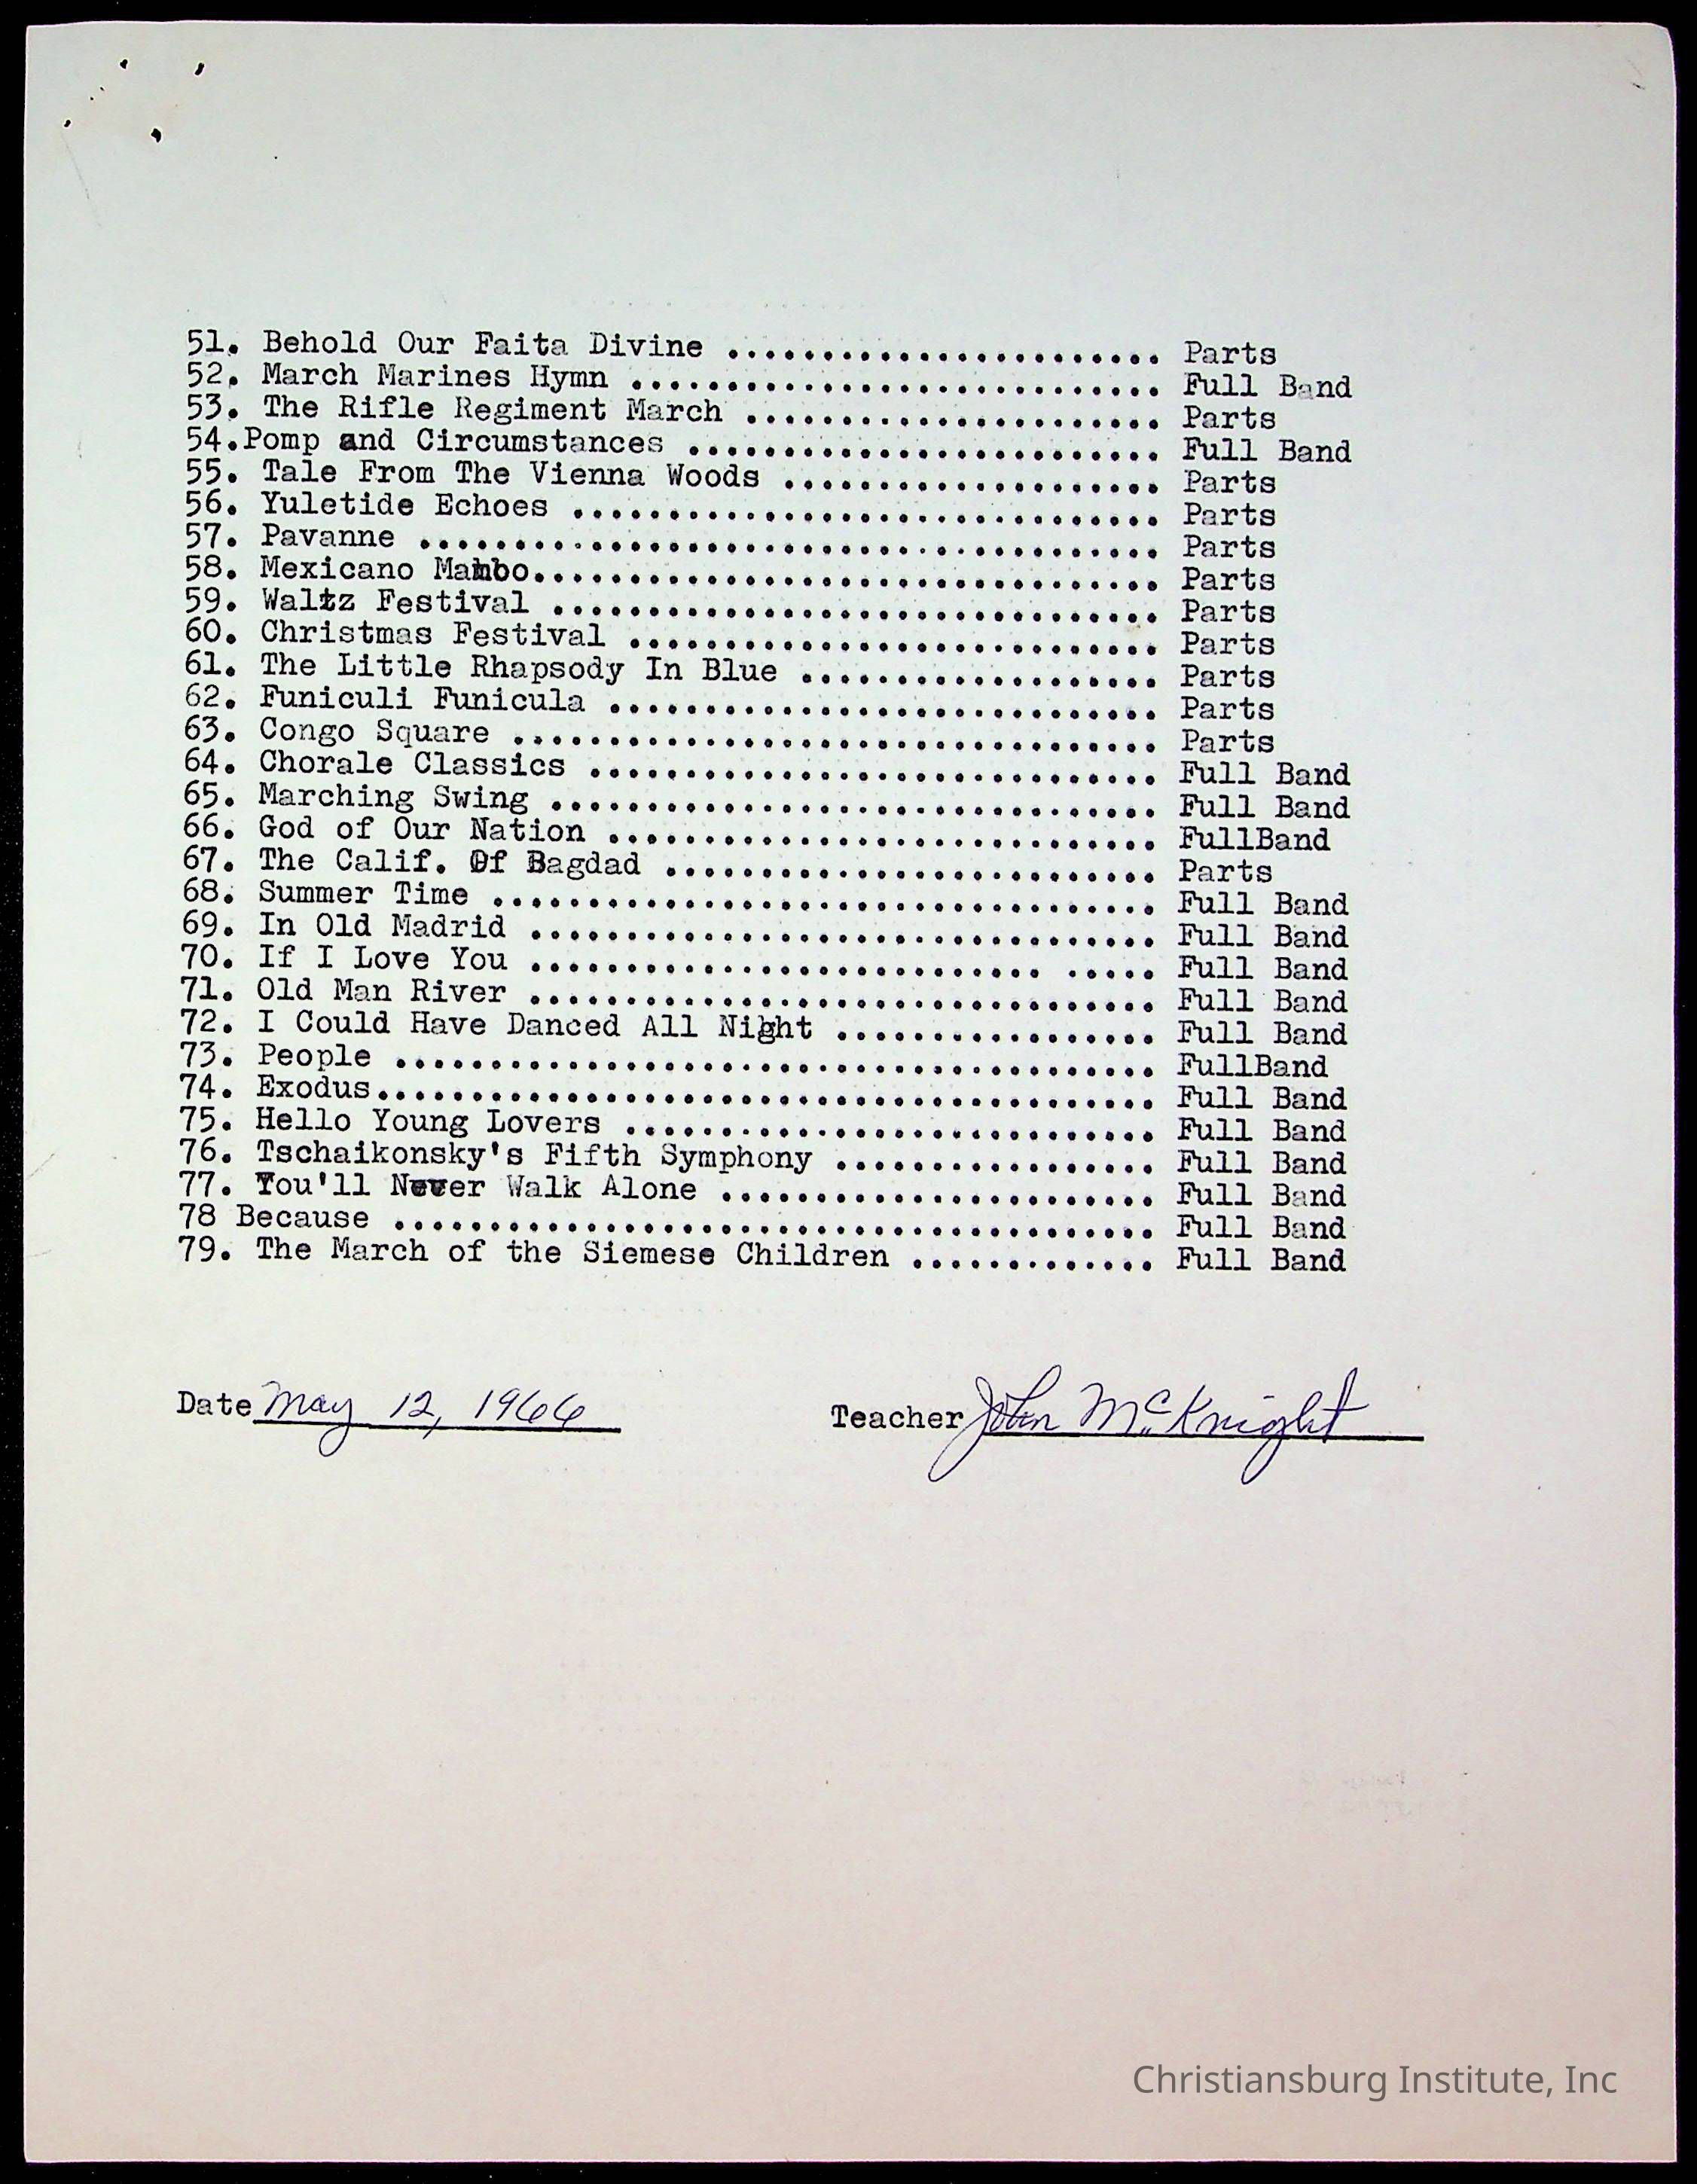 51. Behold Our Faita Divine ....................... Parts
52. March Marines Hymn ............................ Full Band
53. The Rifle Regiment March ...................... Parts
54.Pomp and Circumstances ......................... Full Band
55. Tale From The Vienna Woods .................... Parts
56. Yuletide Echoes ............................... Parts
57. Pavanne ....................................... Parts
58. Mexicano Mambo................................. Parts
59. Waltz Festival ................................ Parts
60. Christmas Festival ............................ Parts
61. The Little Rhapsody In Blue ................... Parts
62. Funiculi Funicula ............................. Parts
63. Congo Square .................................. Parts
64. Chorale Classics .............................. Full Band
65. Marching Swing ................................ Full Band
66. God of Our Nation ............................. FullBand
67. The Calif. Of Bagdad .......................... Parts
68. Summer Time ................................... Full Band
69. In Old Madrid ................................. Full Band
70. If I Love You ........................... ..... Full Band
71. Old Man River ................................. Full Band
72. I Could Have Danced All Night ................. Full Band
73. People ........................................ FullBand
74. Exodus......................................... Full Band
75. Hello Young Lovers ............................ Full Band
76. Tschaikonsky's Fifth Symphony ................. Full Band
77. You'll Never Walk Alone ....................... Full Band
78 Because ........................................ Full Band
79. The March of the Siemese Children ............. Full Band
Date May 12, 1966 Teacher John McKnight
Christiansburg Institute, Inc